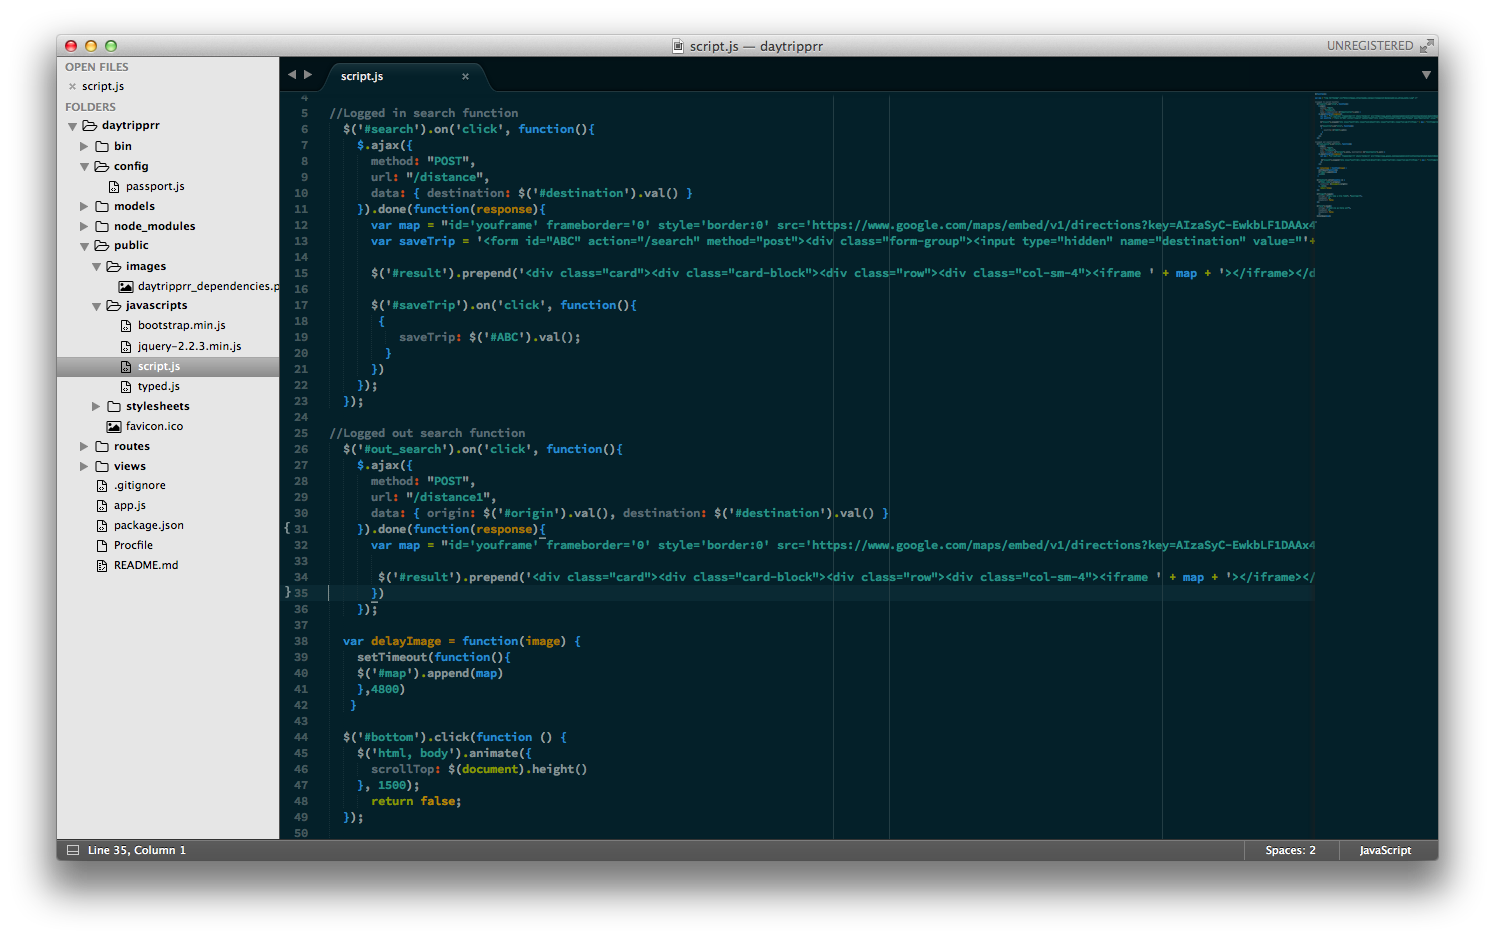 script.js — daytripprr
UNREGISTERED
OPEN FILES
script.js
FOLDERS
daytripprr
bin
config
passport.js
models
node_modules
public
images
daytripprr_dependencies.p
javascripts
bootstrap.min.js
jquery-2.2.3.min.js
script.js
typed.js
stylesheets
favicon.ico
routes
views
.gitignore
app.js
package.json
Procfile
README.md
script.js
4
5 //Logged in search function
6 $('#search').on('click', function(){
7 $.ajax({
8 method: "POST",
9 url: "/distance",
10 data: { destination: $('#destination').val() }
11 }).done(function(response){
12 var map = "id='youframe' frameborder='0' style='border:0' src='https://www.google.com/maps/embed/v1/directions?key=AIzaSyC-EwkbLF1DAAx4
13 var saveTrip = '<form id="ABC" action="/search" method="post"><div class="form-group"><input type="hidden" name="destination" value="'+
14
15 $('#result').prepend('<div class="card"><div class="card-block"><div class="row"><div class="col-sm-4"><iframe ' + map + '></iframe></d
16
17 $('#saveTrip').on('click', function(){
18 {
19 saveTrip: $('#ABC').val();
20 }
21 })
22 });
23 });
24
25 //Logged out search function
26 $('#out_search').on('click', function(){
27 $.ajax({
28 method: "POST",
29 url: "/distance1",
30 data: { origin: $('#origin').val(), destination: $('#destination').val() }
31 }).done(function(response){
32 var map = "id='youframe' frameborder='0' style='border:0' src='https://www.google.com/maps/embed/v1/directions?key=AIzaSyC-EwkbLF1DAAx4
33
34 $('#result').prepend('<div class="card"><div class="card-block"><div class="row"><div class="col-sm-4"><iframe ' + map + '></iframe></
35 })
36 });
37
38 var delayImage = function(image) {
39 setTimeout(function(){
40 $('#map').append(map)
41 },4800)
42 }
43
44 $('#bottom').click(function () {
45 $('html, body').animate({
46 scrollTop: $(document).height()
47 }, 1500);
48 return false;
49 });
50
Line 35, Column 1
Spaces: 2
JavaScript